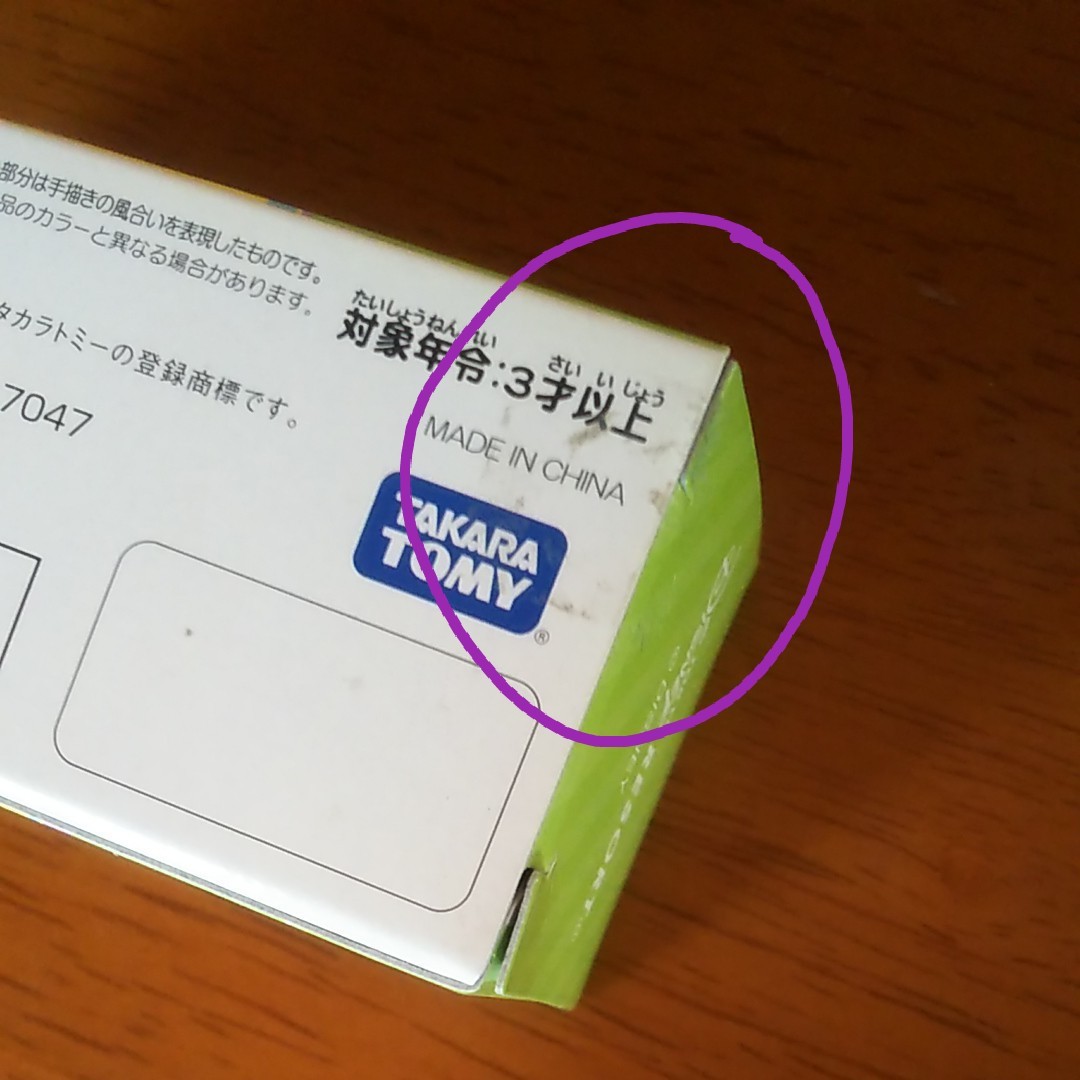 部分は手描きの風合いを表現したものです。
品のカラーと異なる場合があります。
タカラトミーの登録商標です。
7047
たいしょうねんれい さい いじょう
対象年令:3才以上
MADE IN CHINA
TAKARA
TOMY
®